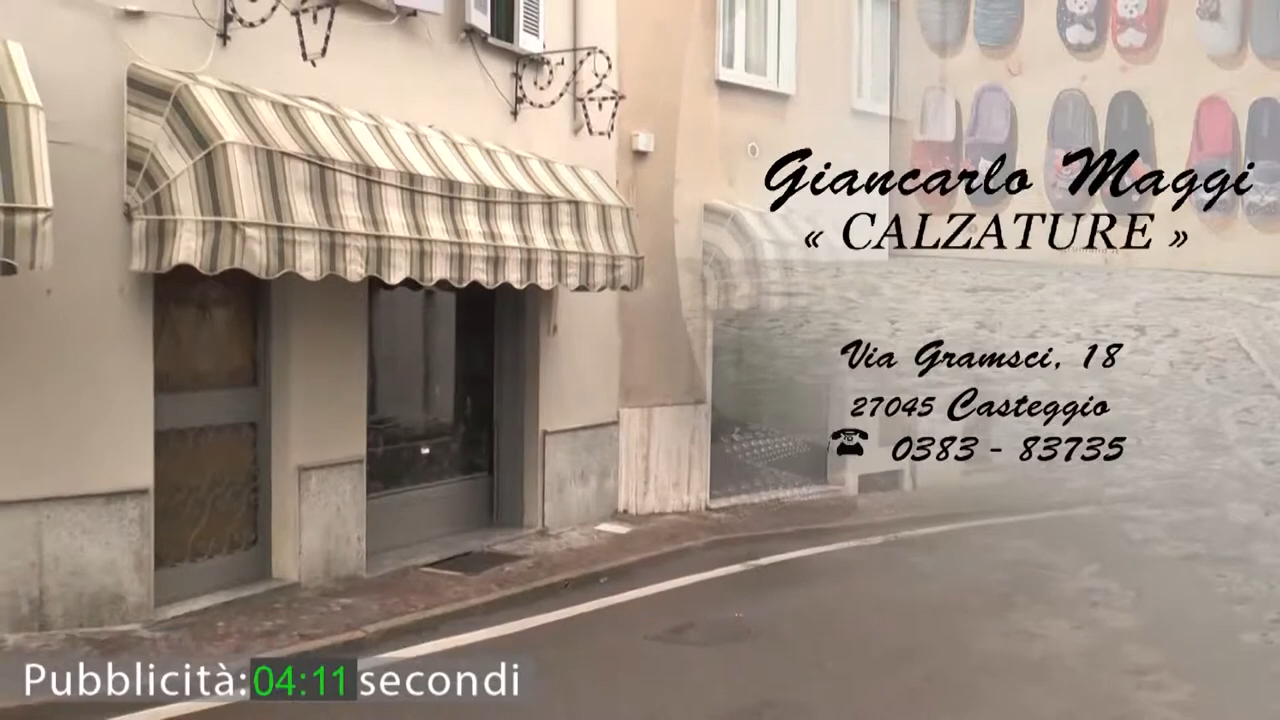 Giancarlo Maggi
« CALZATURE »
Via Gramsci, 18
27045 Casteggio
☎ 0383 - 83735
Pubblicità: 04:11 secondi